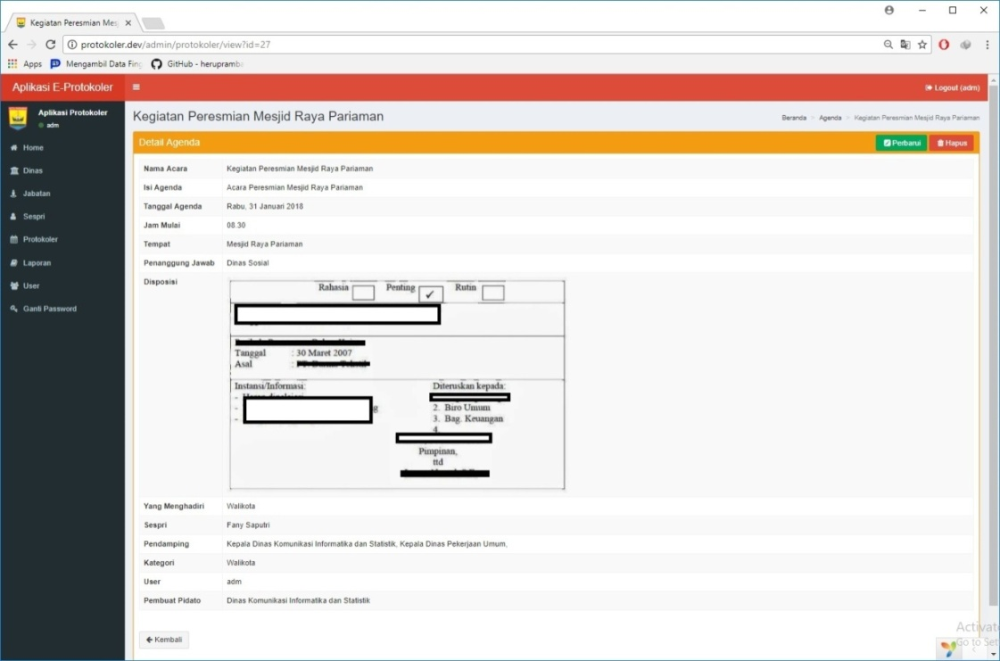 Kegiatan Peresmian Mes
protokoler.dev/admin/protokoler/view?id=27
Apps Mengambil Data Fing GitHub - herupramba
Aplikasi E-Protokoler Logout (adm)
Aplikasi Protokoler
adm
Home
Dinas
Jabatan
Sespri
Protokoler
Laporan
User
Ganti Password
Kegiatan Peresmian Mesjid Raya Pariaman
Beranda > Agenda > Kegiatan Peresmian Mesjid Raya Pariaman
Detail Agenda Perbarui Hapus
Nama Acara Kegiatan Peresmian Mesjid Raya Pariaman
Isi Agenda Acara Peresmian Mesjid Raya Pariaman
Tanggal Agenda Rabu, 31 Januari 2018
Jam Mulai 08.30
Tempat Mesjid Raya Pariaman
Penanggung Jawab Dinas Sosial
Disposisi
Rahasia Penting ✓ Rutin
Tanggal : 30 Maret 2007
Asal :
Instansi/Informasi:
-
-
- g
Diteruskan kepada:
2. Biro Umum
3. Bag. Keuangan
4.
Pimpinan,
ttd
Yang Menghadiri Walikota
Sespri Fany Saputri
Pendamping Kepala Dinas Komunikasi Informatika dan Statistik, Kepala Dinas Pekerjaan Umum,
Kategori Walikota
User adm
Pembuat Pidato Dinas Komunikasi Informatika dan Statistik
Kembali
Activat
Go to Set